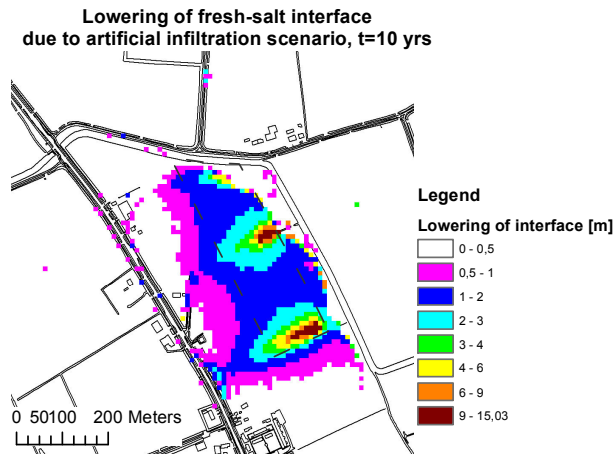 Lowering of fresh-salt interface
due to artificial infiltration scenario, t=10 yrs
Legend
Lowering of interface [m]
0 - 0,5
0,5 - 1
1 - 2
2 - 3
3 - 4
4 - 6
6 - 9
9 - 15,03
0 50100 200 Meters